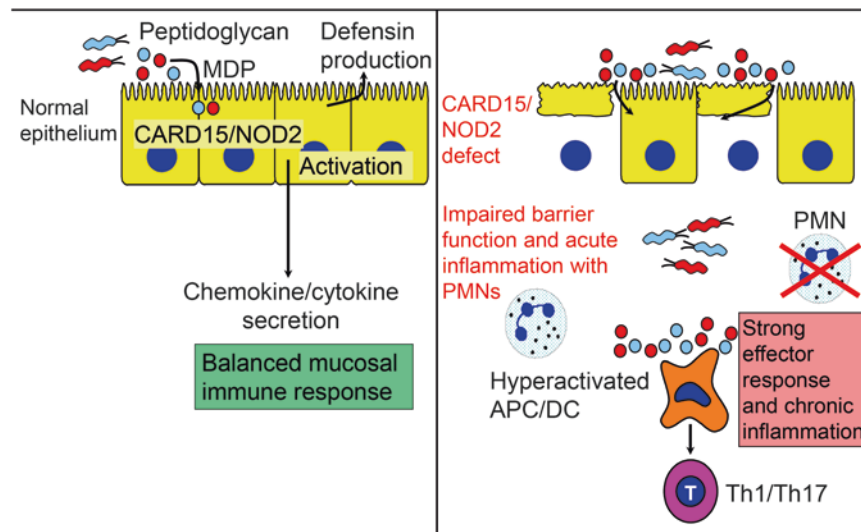 Peptidoglycan
MDP
Defensin
production
Normal
epithelium
CARD15/NOD2
Activation
Chemokine/cytokine
secretion
Balanced mucosal
immune response
CARD15/
NOD2
defect
Impaired barrier
function and acute
inflammation with
PMNs
PMN
Hyperactivated
APC/DC
Strong
effector
response
and chronic
inflammation
T
Th1/Th17